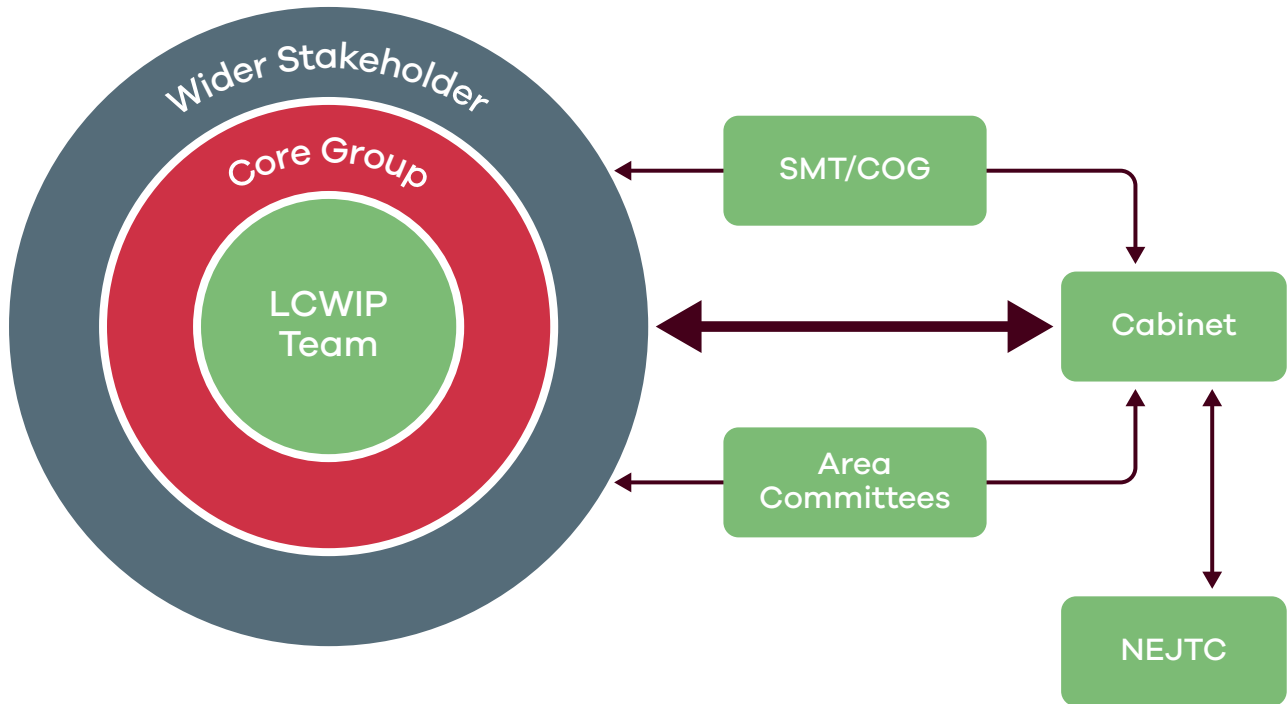 Wider Stakeholder
Core Group
LCWIP
Team
SMT/COG
Cabinet
Area
Committees
NEJTC